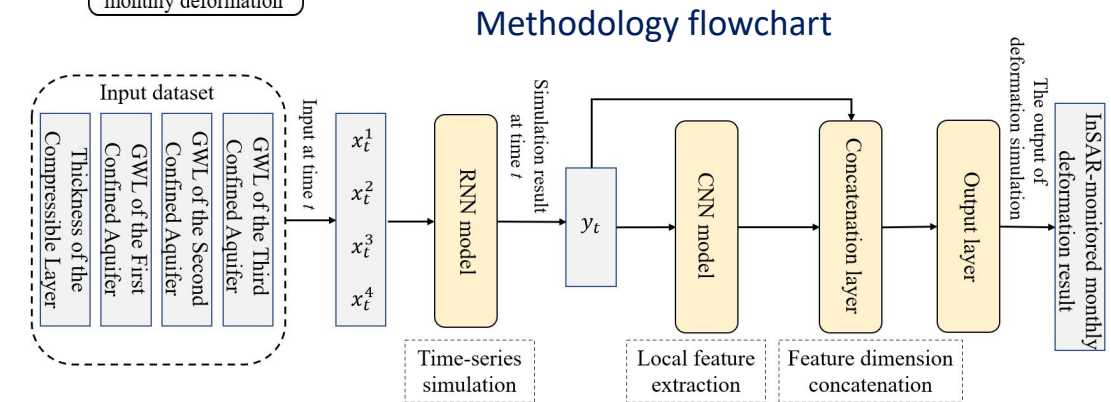 monthly deformation
Methodology flowchart
Input dataset
Thickness of the
Compressible Layer
GWL of the First
Confined Aquifer
GWL of the Second
Confined Aquifer
GWL of the Third
Confined Aquifer
Input at time t
x_t^1
x_t^2
x_t^3
x_t^4
RNN model
Time-series
simulation
Simulation result
at time t
y_t
CNN model
Local feature
extraction
Concatenation layer
Feature dimension
concatenation
Output layer
The output of
deformation simulation
InSAR-monitored monthly
deformation result